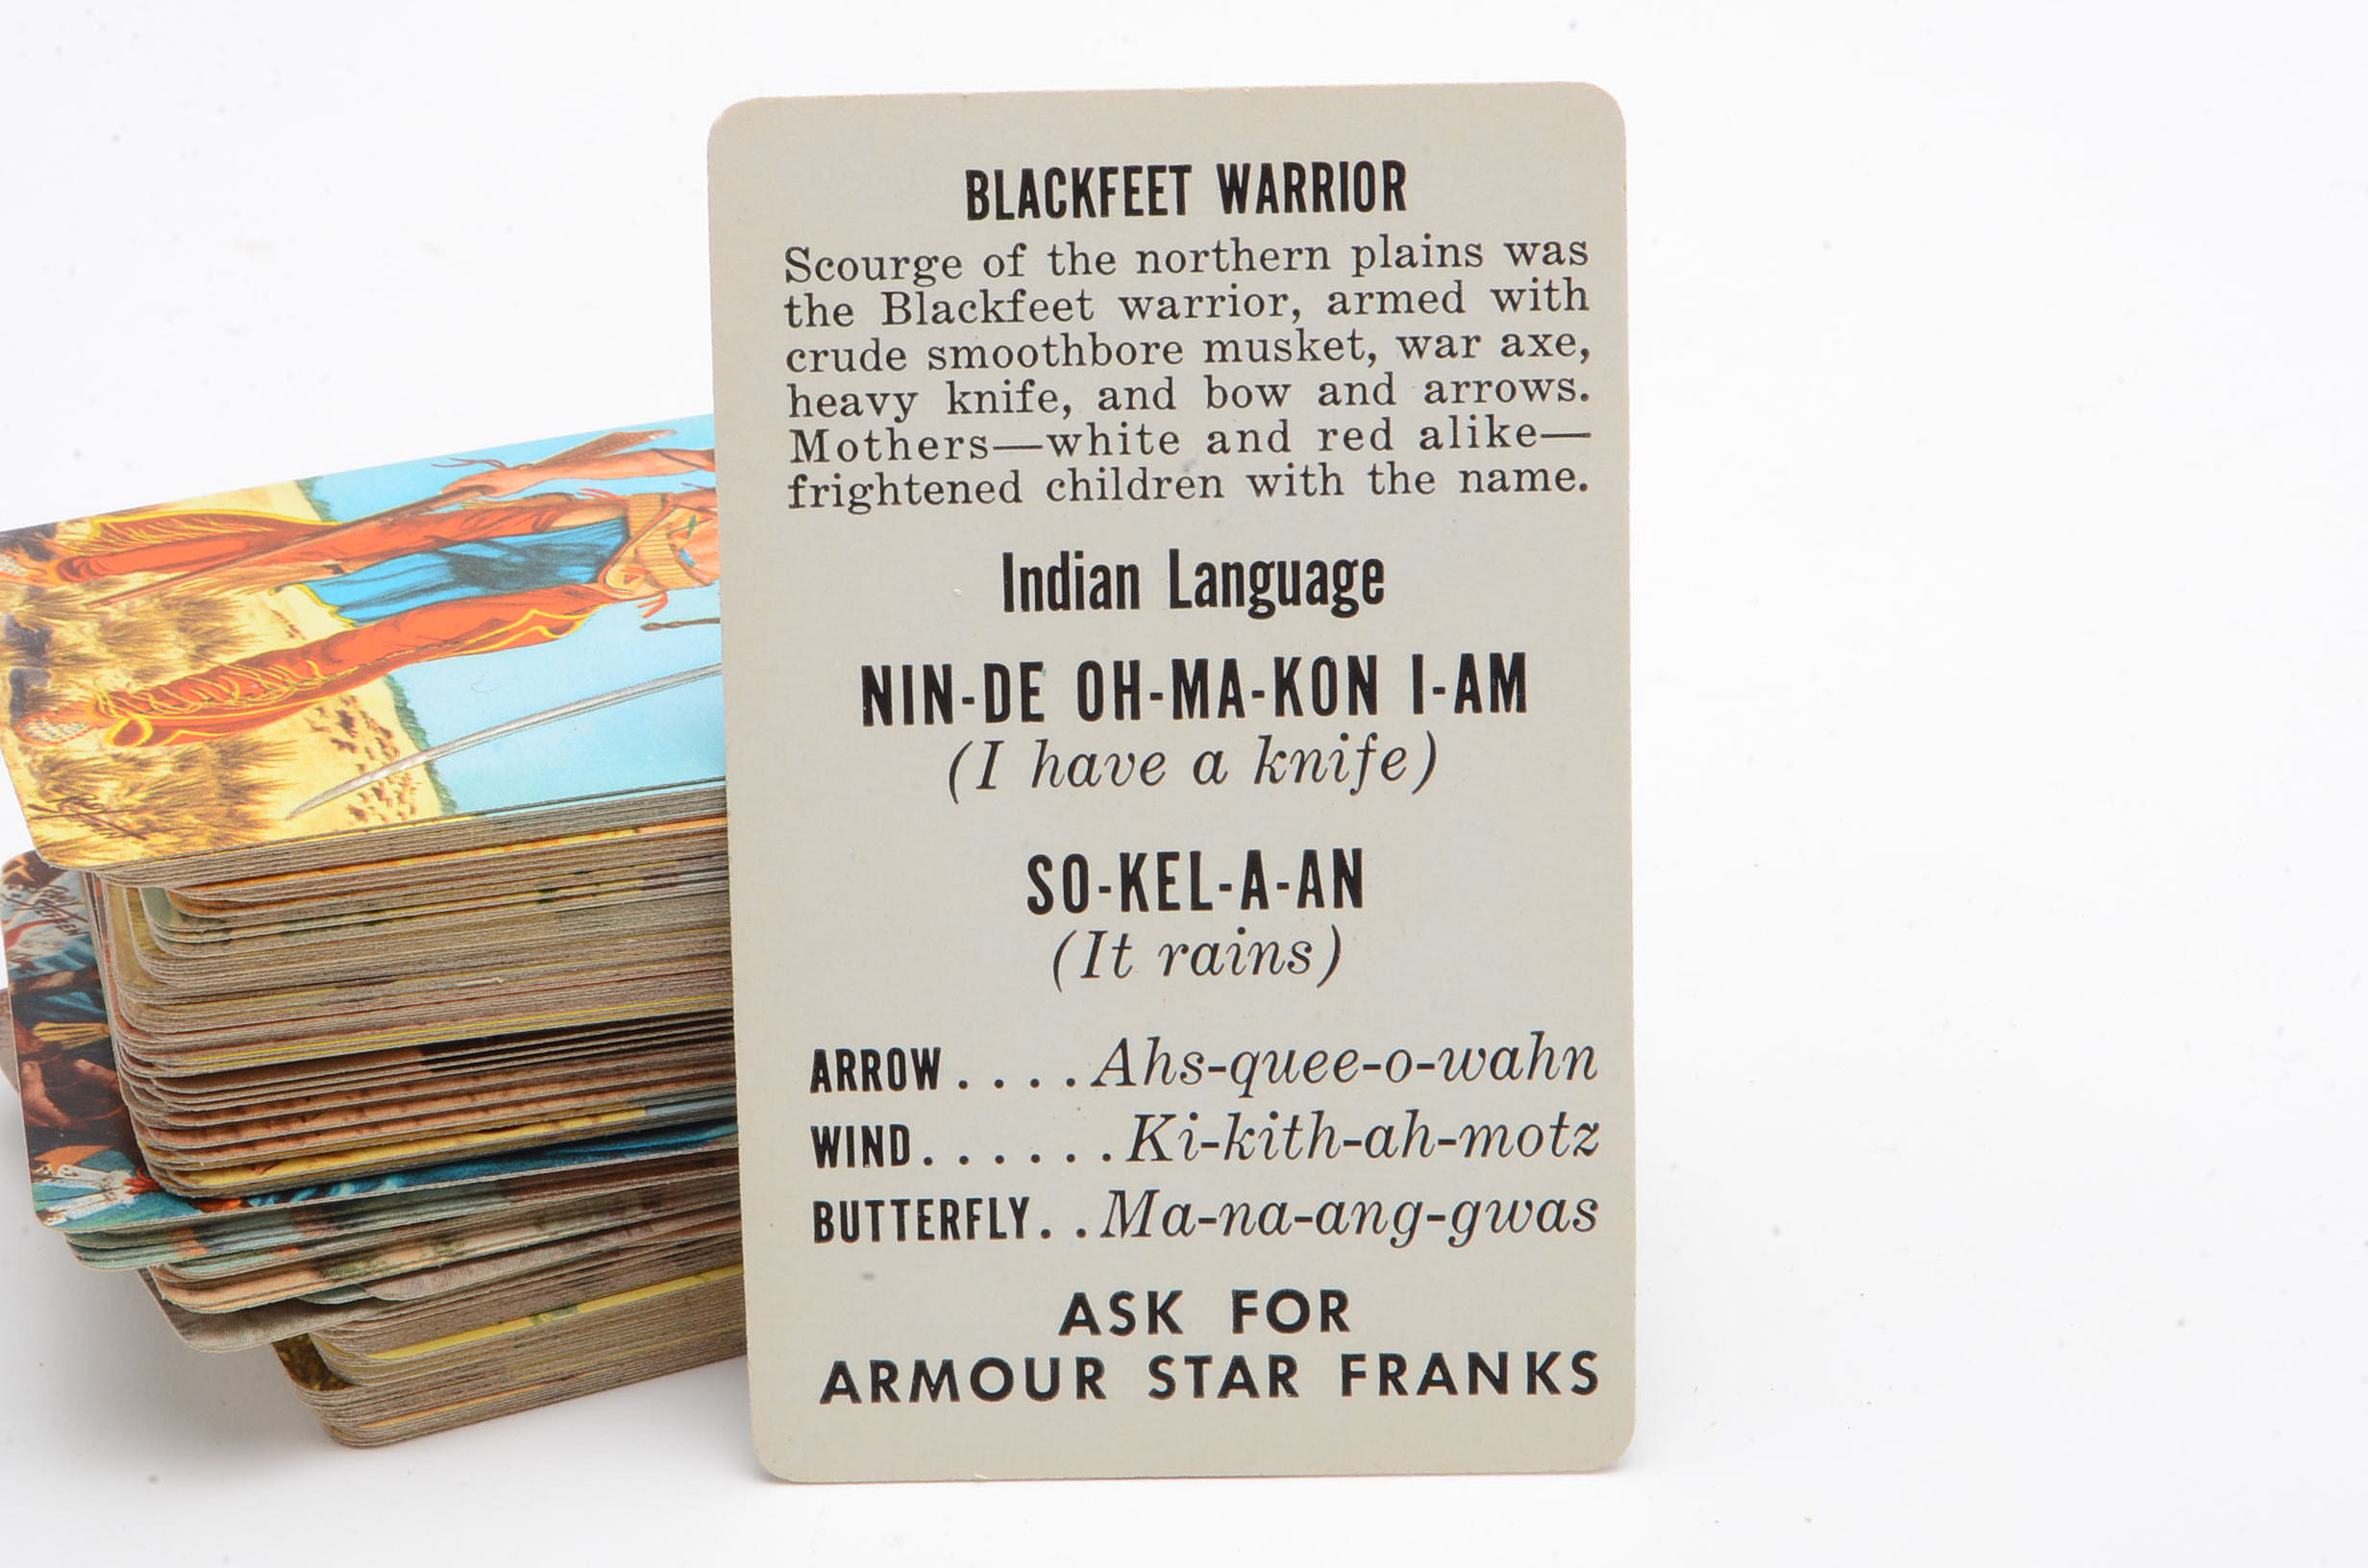 BLACKFEET WARRIOR
Scourge of the northern plains was
the Blackfeet warrior, armed with
crude smoothbore musket, war axe,
heavy knife, and bow and arrows.
Mothers—white and red alike—
frightened children with the name.
Indian Language
NIN-DE OH-MA-KON I-AM
(I have a knife)
SO-KEL-A-AN
(It rains)
ARROW....Ahs-quee-o-wahn
WIND......Ki-kith-ah-motz
BUTTERFLY..Ma-na-ang-gwas
ASK FOR
ARMOUR STAR FRANKS